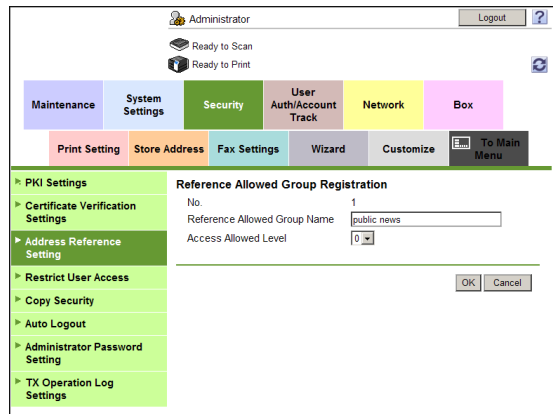 Administrator
Logout
?
Ready to Scan
Ready to Print
Maintenance
System
Settings
Security
User
Auth/Account
Track
Network
Box
Print Setting
Store Address
Fax Settings
Wizard
Customize
To Main
Menu
PKI Settings
Certificate Verification
Settings
Address Reference
Setting
Restrict User Access
Copy Security
Auto Logout
Administrator Password
Setting
TX Operation Log
Settings
Reference Allowed Group Registration
No. 1
Reference Allowed Group Name public news
Access Allowed Level 0
OK Cancel